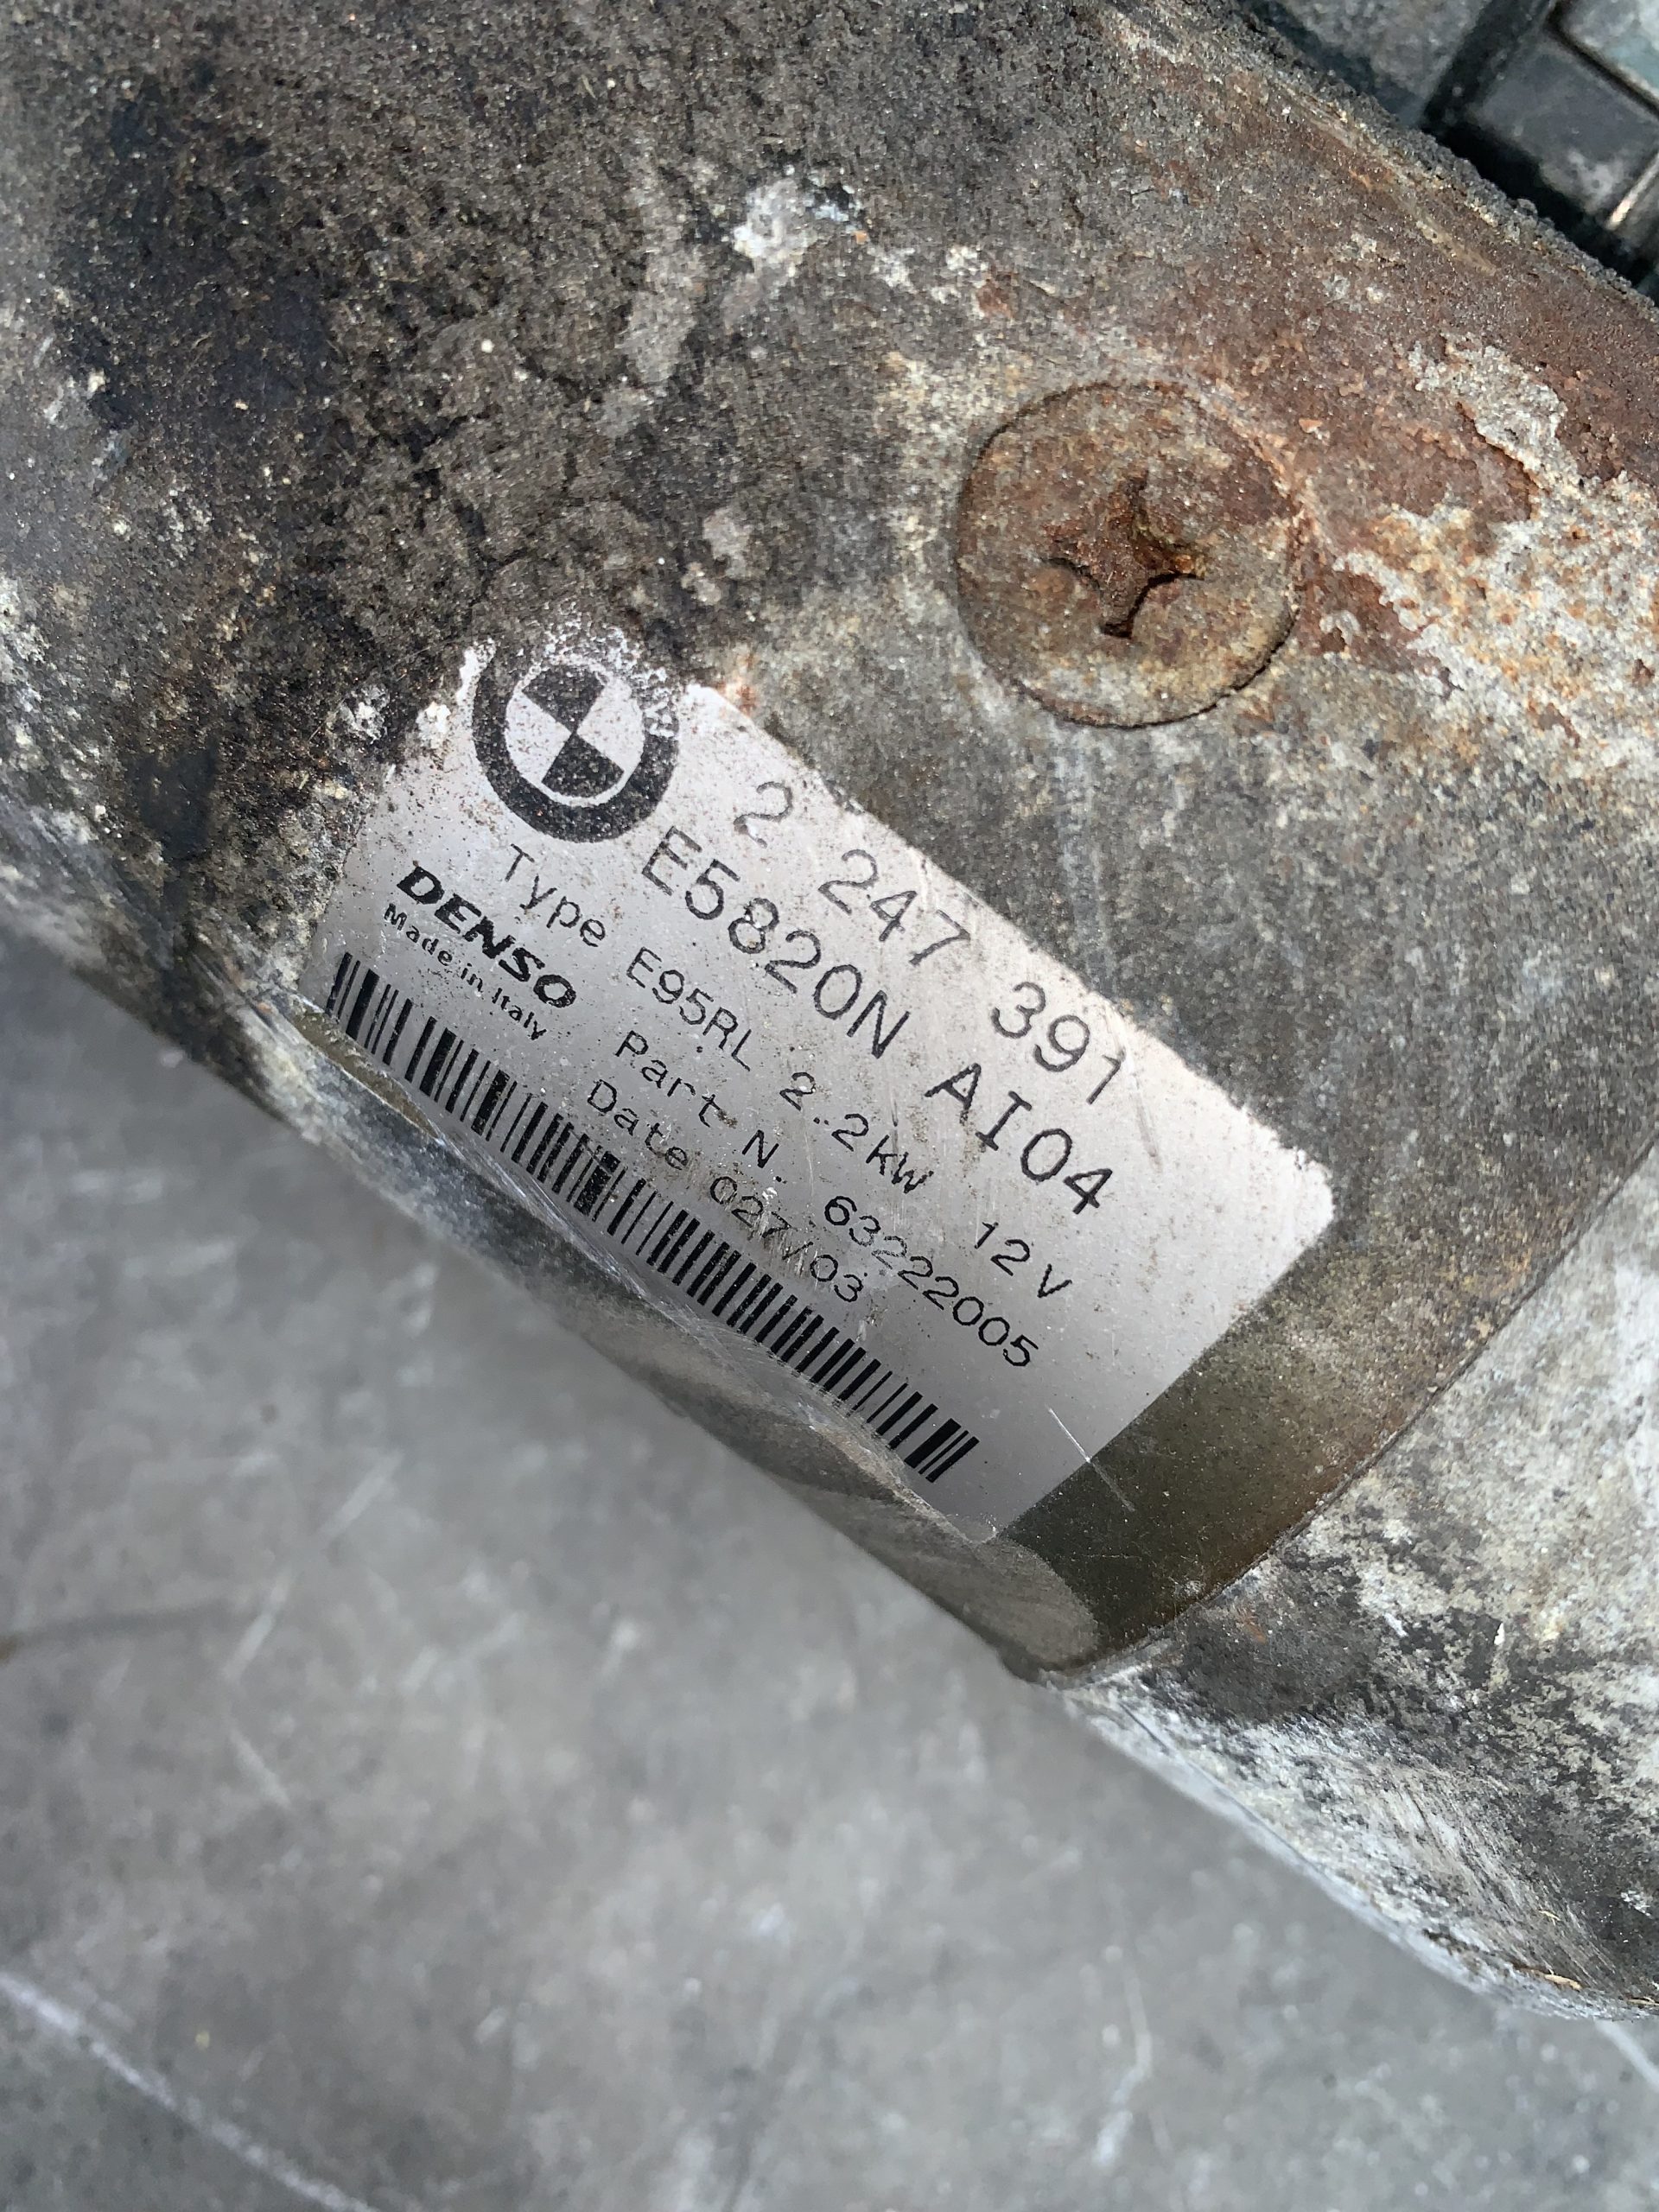 2 247 391
E5820N AI04
Type E95RL 2.2kW 12V
DENSO Part N. 63222005
Made in Italy Date 027/03